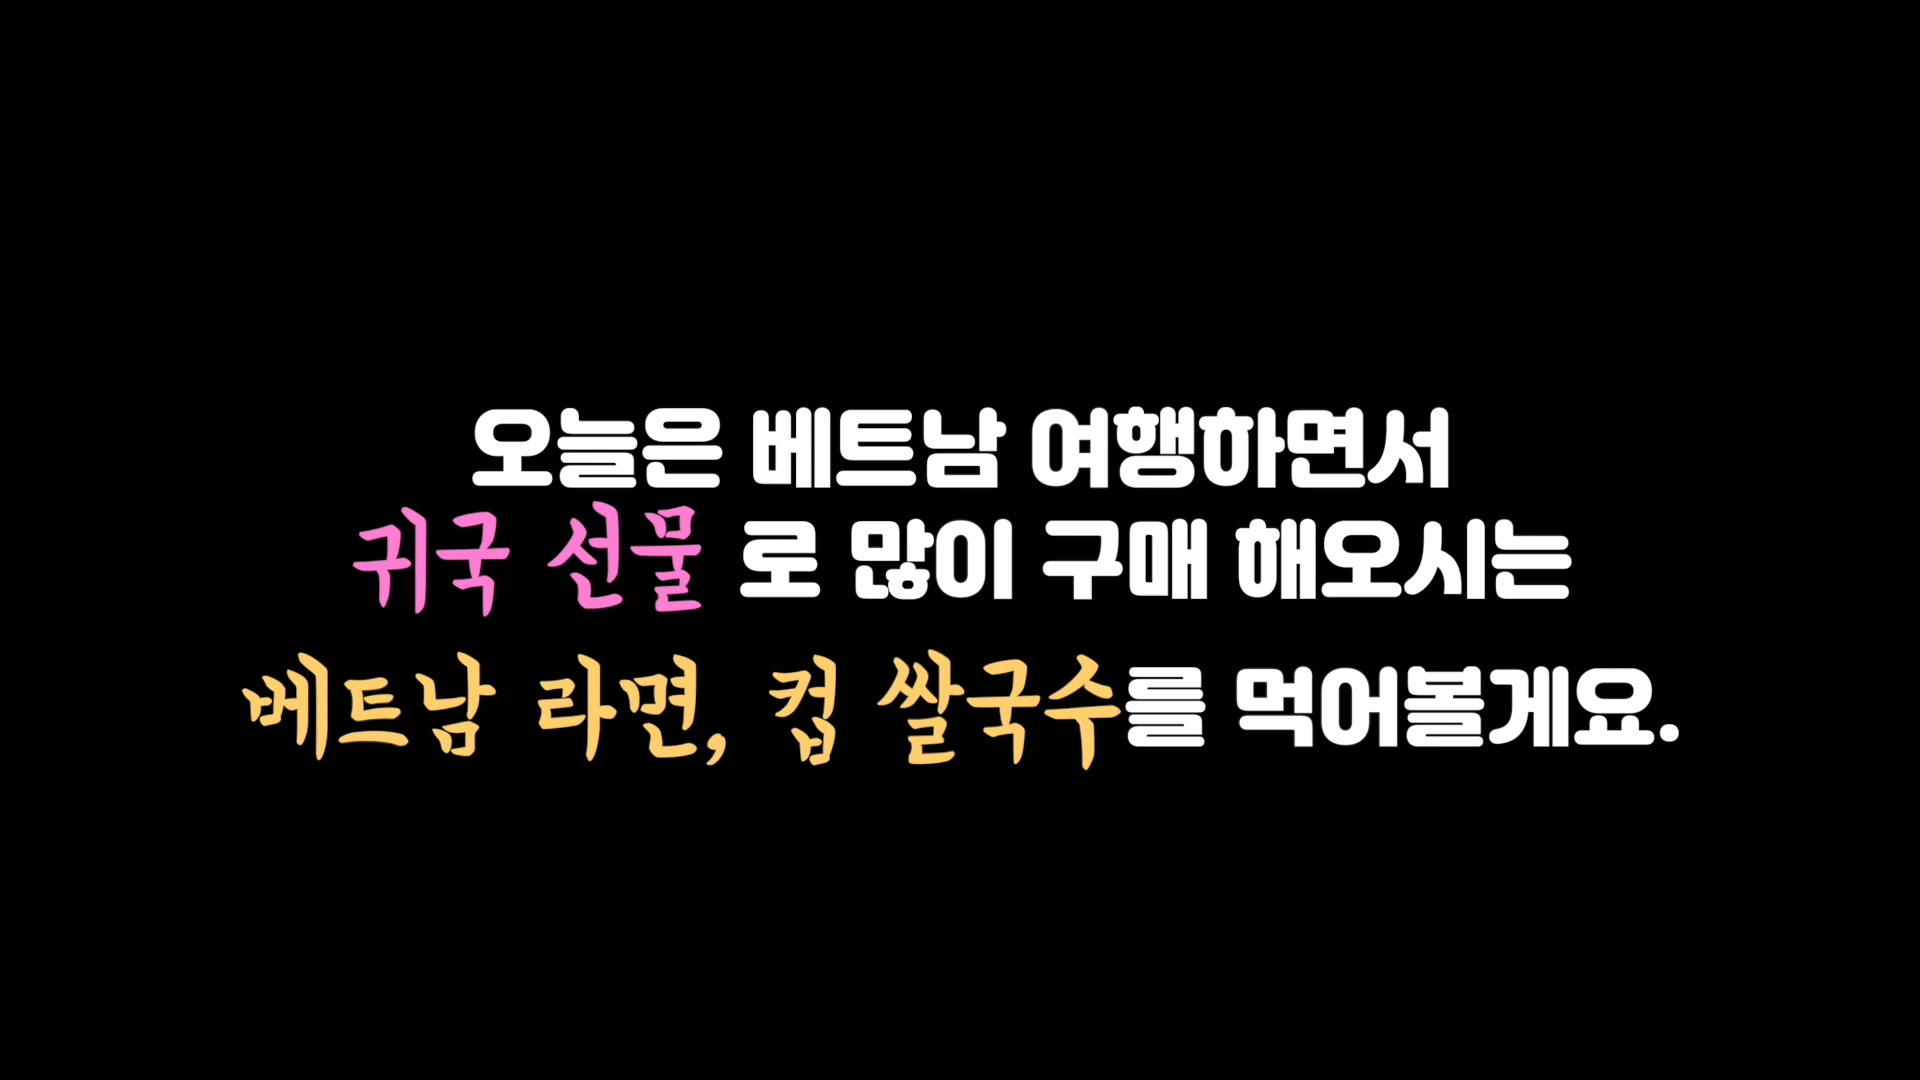 오늘은 베트남 여행하면서
귀국 선물 로 많이 구매 해오시는
베트남 라면, 컵 쌀국수를 먹어볼게요.